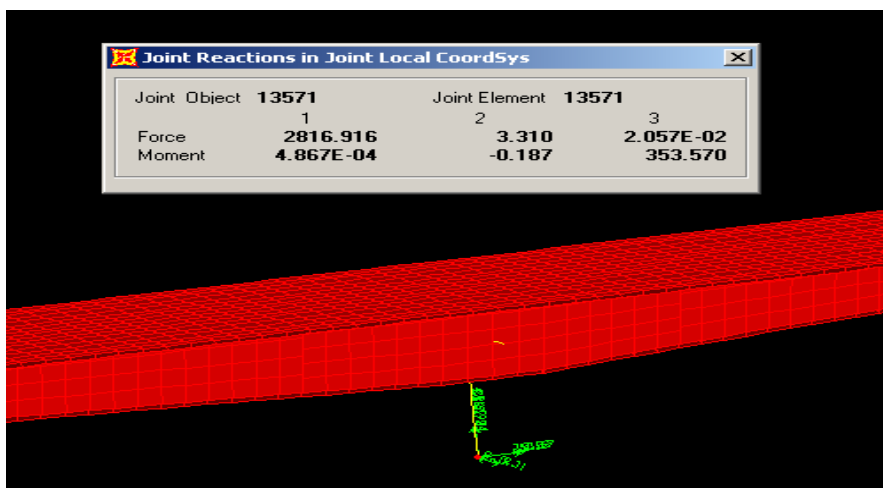 Joint Reactions in Joint Local CoordSys
Joint Object 13571 Joint Element 13571
1 2 3
Force 2816.916 3.310 2.057E-02
Moment 4.867E-04 -0.187 353.570